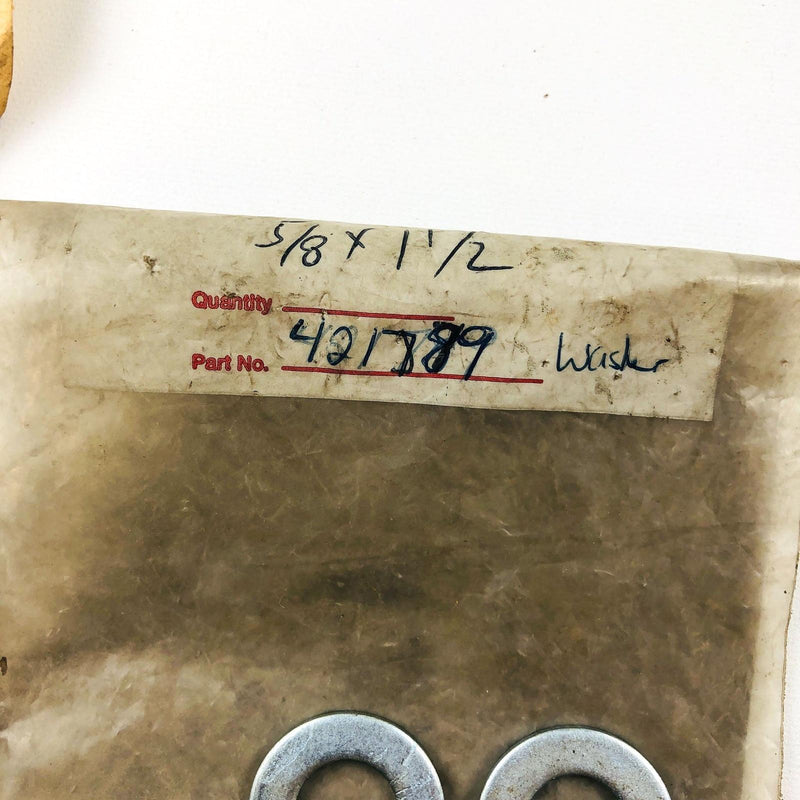 5/8 x 1 1/2
Quantity
Part No. 421789 Washer